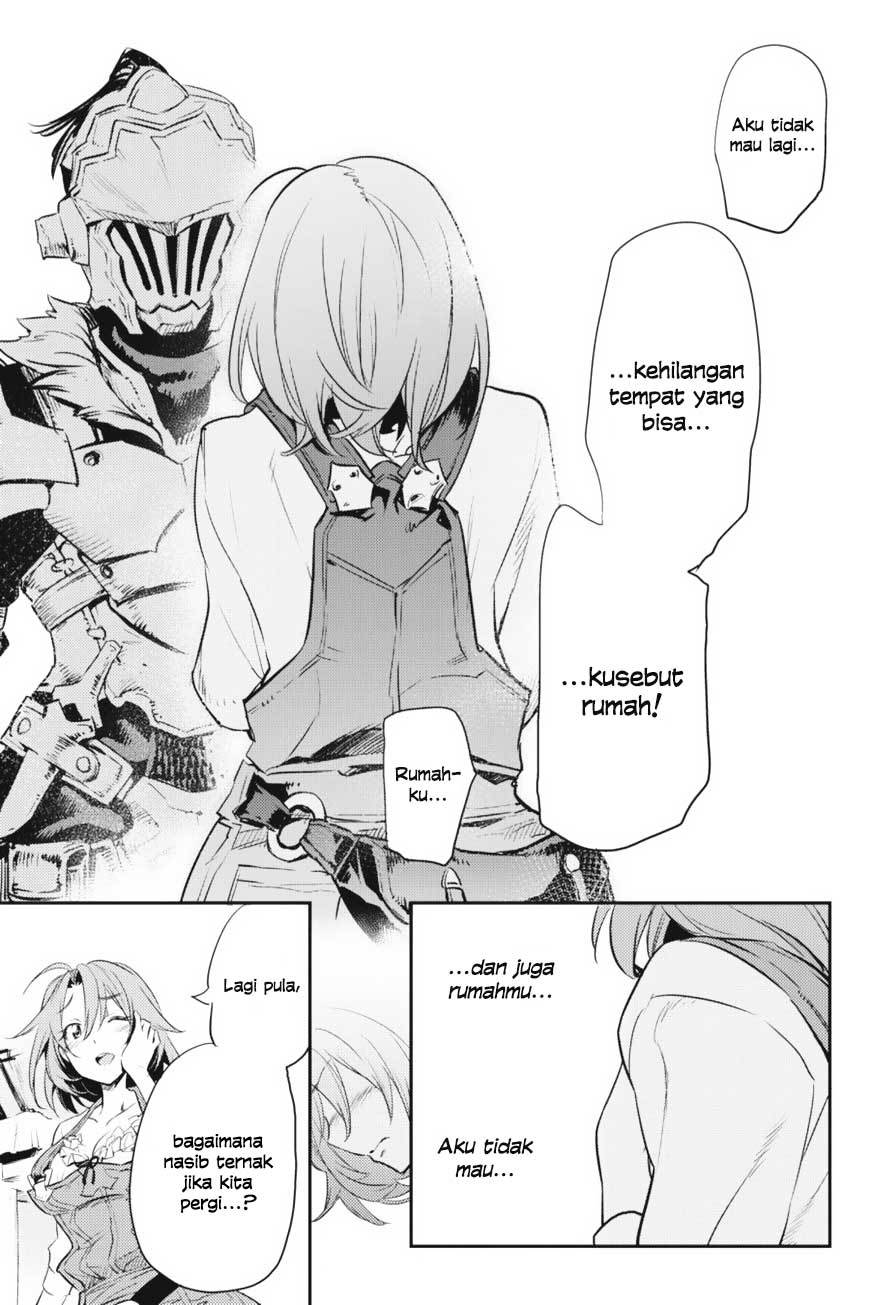 Aku tidak
mau lagi...
...kehilangan
tempat yang
bisa...
...kusebut
rumah!
Rumah-
ku...
...dan juga
rumahmu...
Aku tidak
mau...
Lagi pula,
bagaimana
nasib ternak
jika kita
pergi...?